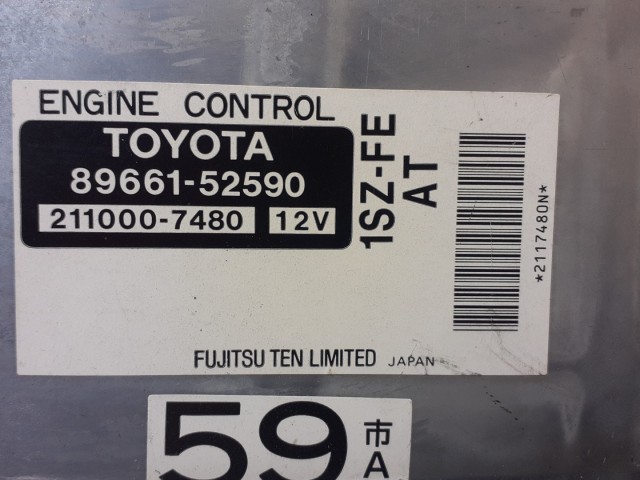 ENGINE CONTROL
TOYOTA
89661-52590
211000-7480 12V
1SZ-FE
AT
*2117480N*
FUJITSU TEN LIMITED JAPAN
59 市
A